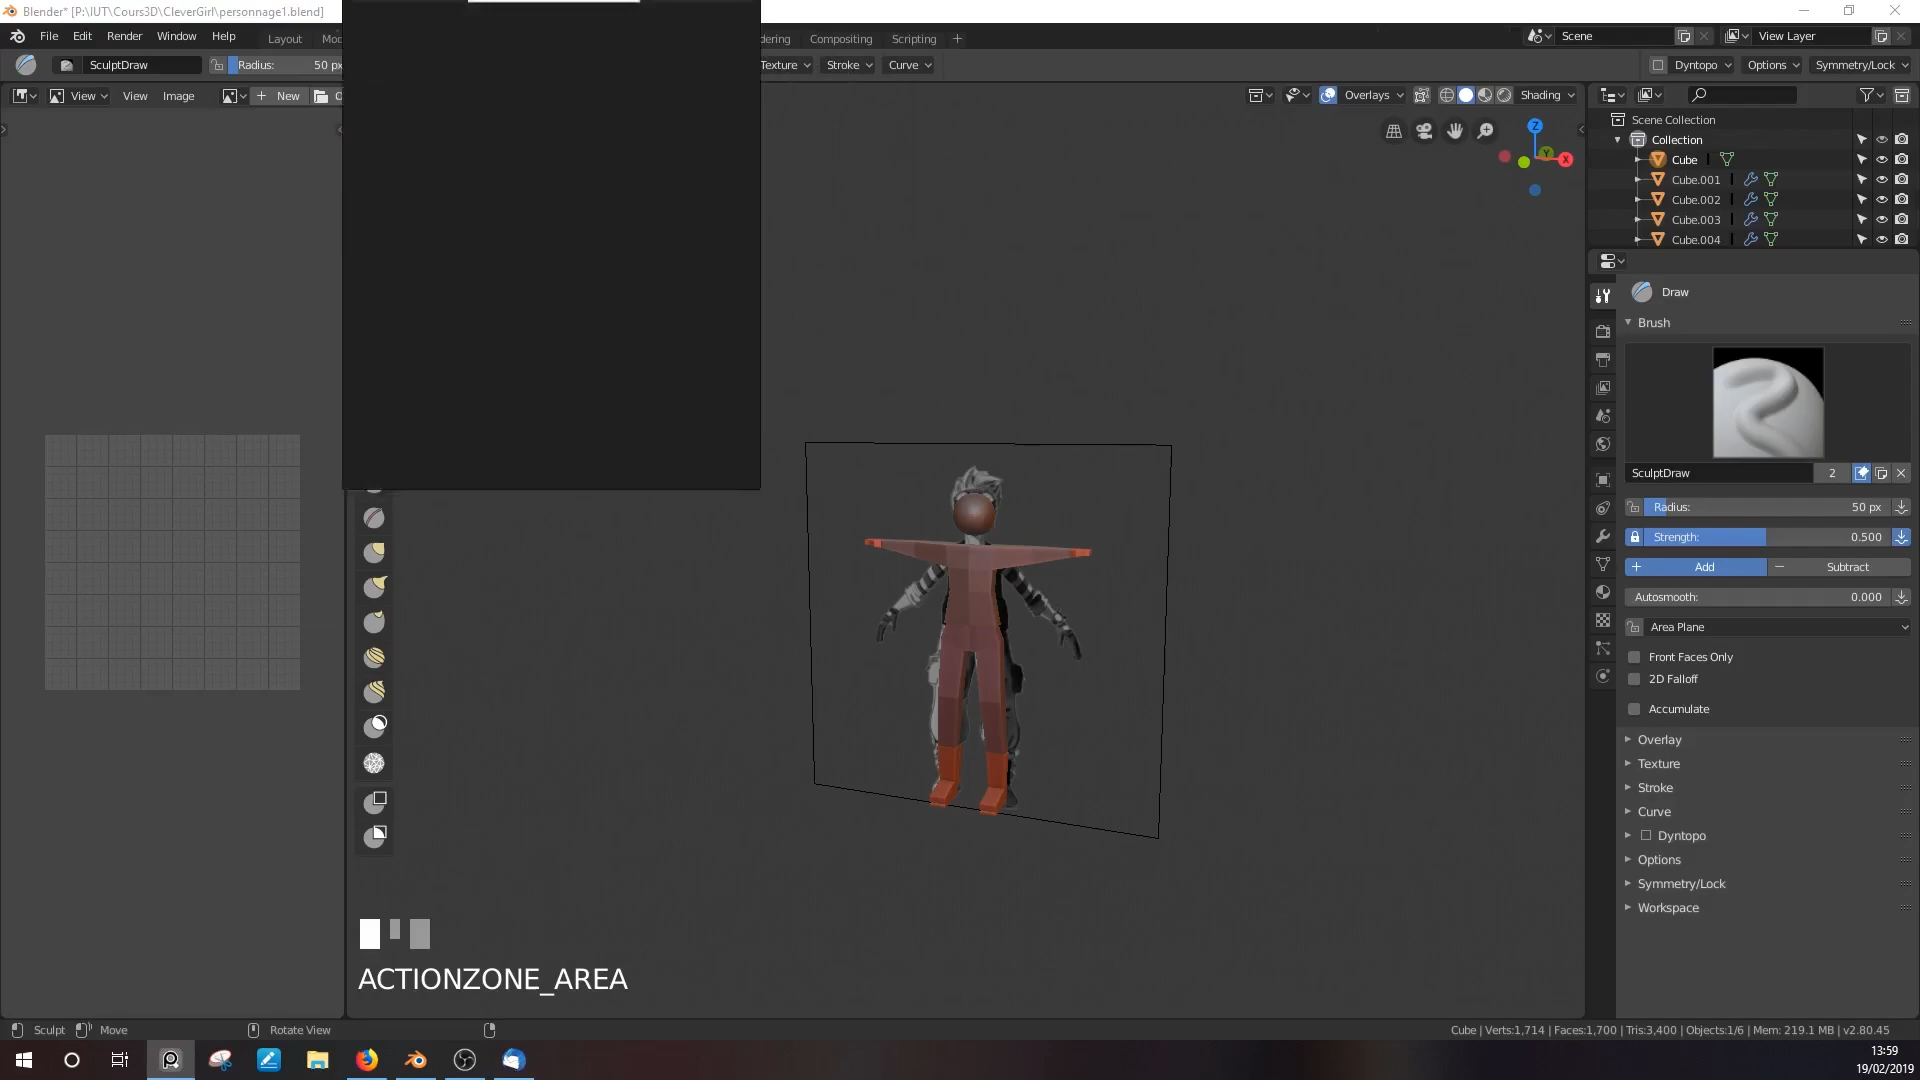 Blender* [P:\IUT\Cours3D\CleverGirl\personnage1.blend]
File Edit Render Window Help Layout Compositing Scripting + Scene View Layer
SculptDraw Radius: 50 px Texture Stroke Curve Dyntopo Options Symmetry/Lock
View View Image + New Overlays Shading
Z
Y
X
Scene Collection
Collection
Cube
Cube.001
Cube.002
Cube.003
Cube.004
Draw
Brush
SculptDraw 2
Radius: 50 px
Strength: 0.500
Add Subtract
Autosmooth: 0.000
Area Plane
Front Faces Only
2D Falloff
Accumulate
Overlay
Texture
Stroke
Curve
Dyntopo
Options
Symmetry/Lock
Workspace
ACTIONZONE_AREA
Sculpt Move Rotate View Cube | Verts:1,714 | Faces:1,700 | Tris:3,400 | Objects:1/6 | Mem: 219.1 MB | v2.80.45
13:59
19/02/2019